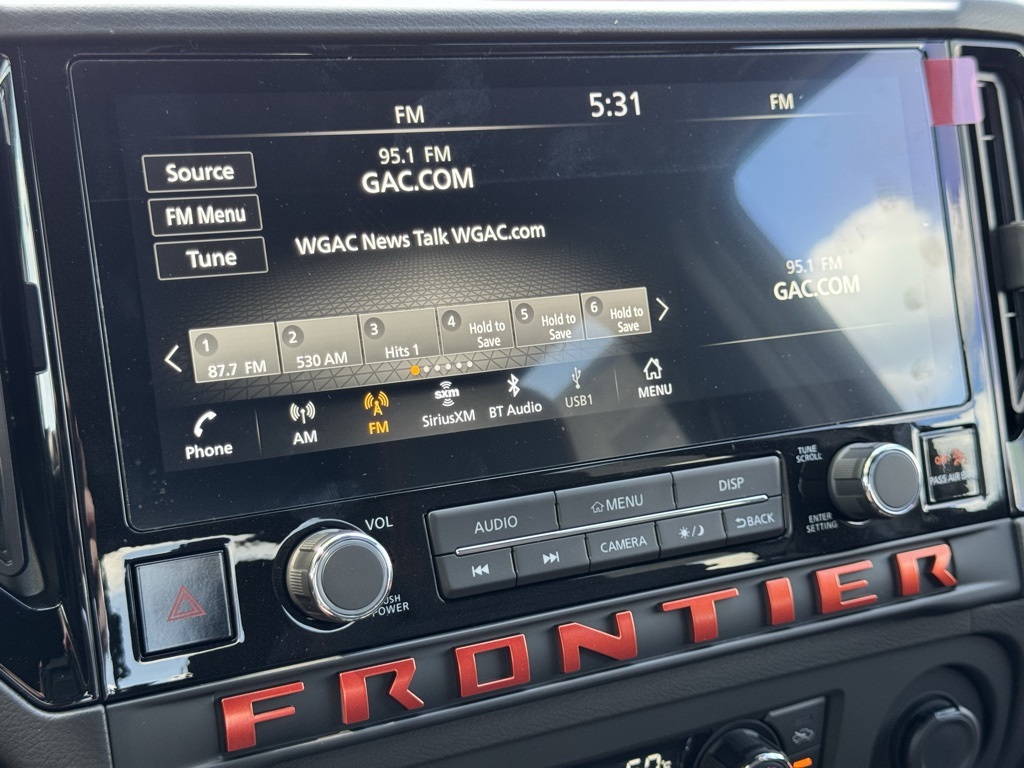 FM
5:31
FM
95.1 FM
GAC.COM
Source
FM Menu
Tune
WGAC News Talk WGAC.com
95.1 FM
GAC.COM
1 87.7 FM
2 530 AM
3 Hits 1
4 Hold to
Save
5 Hold to
Save
6 Hold to
Save
Phone
AM
FM
sxm
SiriusXM
BT Audio
USB1
MENU
TUNE
SCROLL
ENTER
SETTING
PASS AIR
VOL
PUSH
POWER
AUDIO
MENU
DISP
CAMERA
BACK
FRONTIER